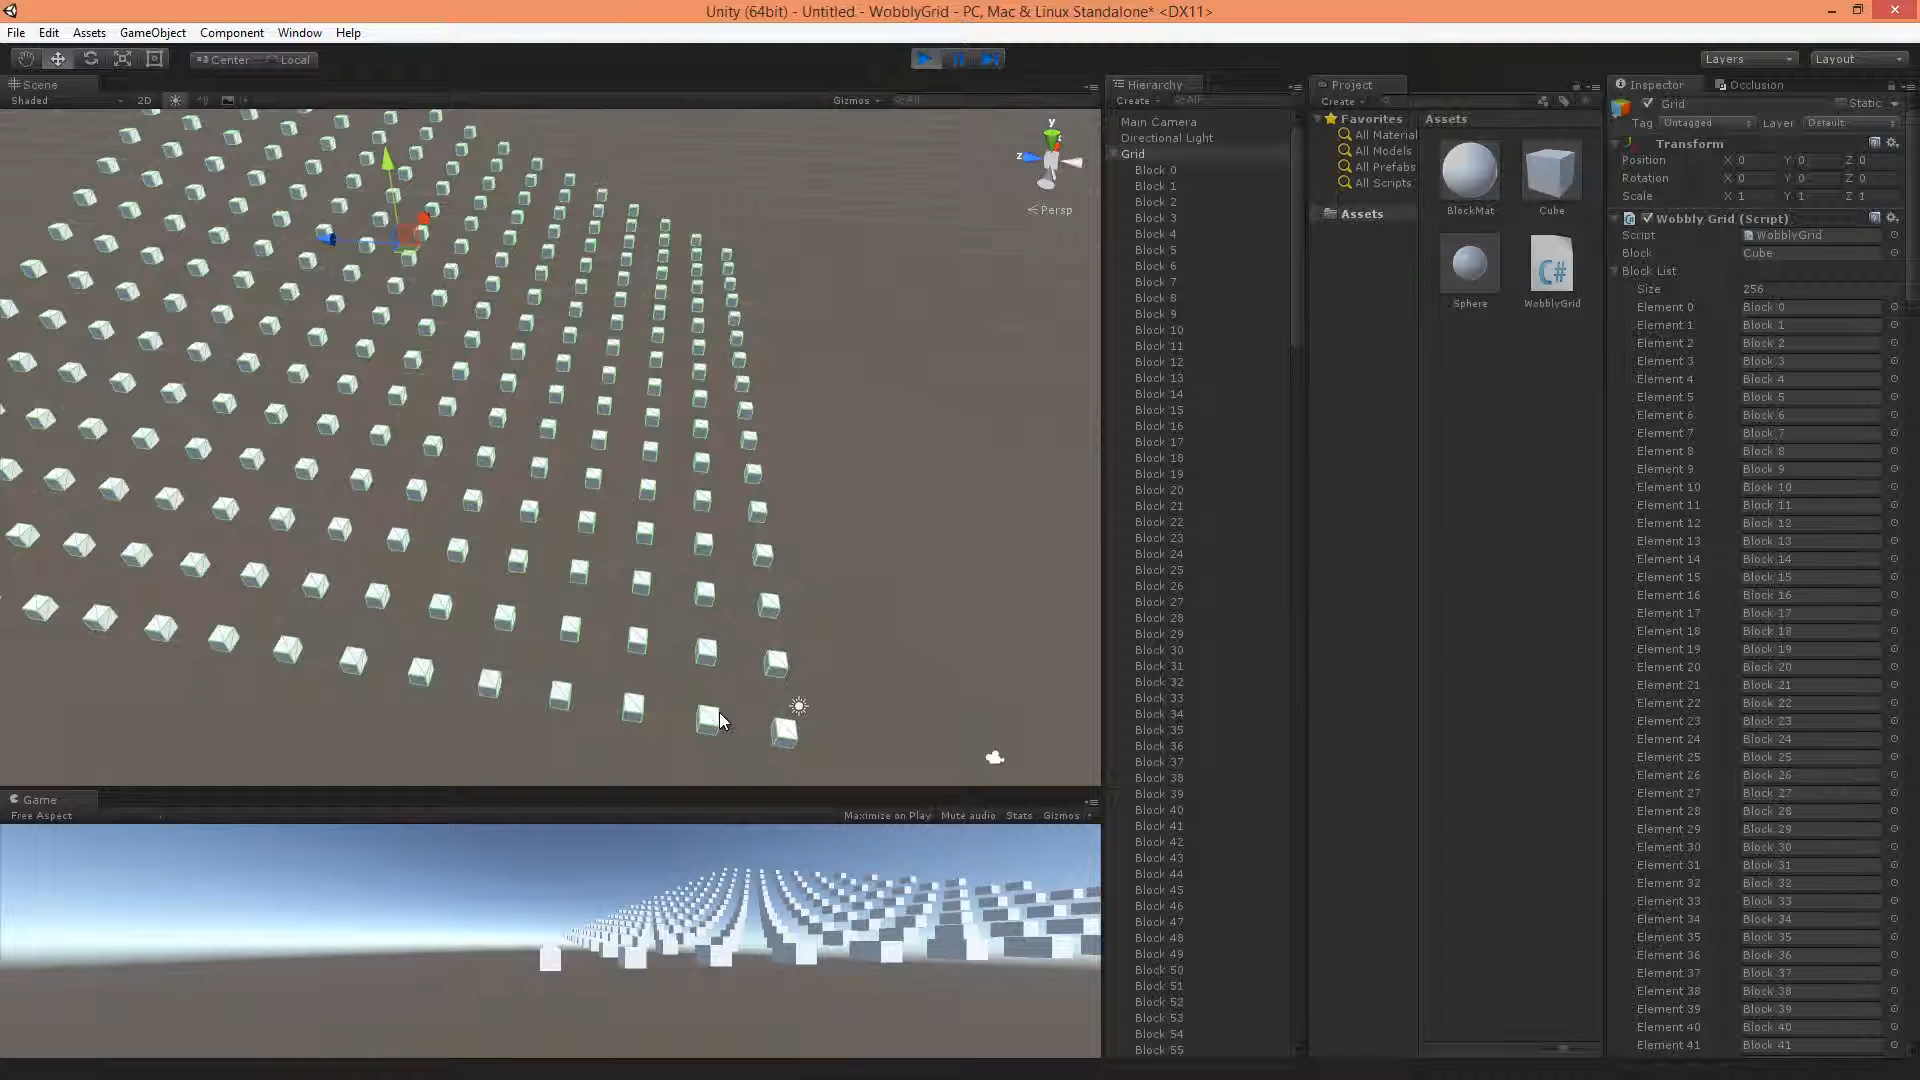 Unity (64bit) - Untitled - WobblyGrid - PC, Mac & Linux Standalone* <DX11>
File Edit Assets GameObject Component Window Help
Center Local
Layers Layout
Scene
Shaded 2D Gizmos All
y
z
Persp
Game
Free Aspect Maximize on Play Mute audio Stats Gizmos
Hierarchy
Create All
Main Camera
Directional Light
Grid
Block 0
Block 1
Block 2
Block 3
Block 4
Block 5
Block 6
Block 7
Block 8
Block 9
Block 10
Block 11
Block 12
Block 13
Block 14
Block 15
Block 16
Block 17
Block 18
Block 19
Block 20
Block 21
Block 22
Block 23
Block 24
Block 25
Block 26
Block 27
Block 28
Block 29
Block 30
Block 31
Block 32
Block 33
Block 34
Block 35
Block 36
Block 37
Block 38
Block 39
Block 40
Block 41
Block 42
Block 43
Block 44
Block 45
Block 46
Block 47
Block 48
Block 49
Block 50
Block 51
Block 52
Block 53
Block 54
Block 55
Project
Create
Favorites
All Material
All Models
All Prefabs
All Scripts
Assets
Assets
BlockMat Cube
C#
Sphere WobblyGrid
Inspector Occlusion
Grid Static
Tag Untagged Layer Default
Transform
Position X 0 Y 0 Z 0
Rotation X 0 Y 0 Z 0
Scale X 1 Y 1 Z 1
Wobbly Grid (Script)
Script WobblyGrid
Block Cube
Block List
Size 256
Element 0 Block 0
Element 1 Block 1
Element 2 Block 2
Element 3 Block 3
Element 4 Block 4
Element 5 Block 5
Element 6 Block 6
Element 7 Block 7
Element 8 Block 8
Element 9 Block 9
Element 10 Block 10
Element 11 Block 11
Element 12 Block 12
Element 13 Block 13
Element 14 Block 14
Element 15 Block 15
Element 16 Block 16
Element 17 Block 17
Element 18 Block 18
Element 19 Block 19
Element 20 Block 20
Element 21 Block 21
Element 22 Block 22
Element 23 Block 23
Element 24 Block 24
Element 25 Block 25
Element 26 Block 26
Element 27 Block 27
Element 28 Block 28
Element 29 Block 29
Element 30 Block 30
Element 31 Block 31
Element 32 Block 32
Element 33 Block 33
Element 34 Block 34
Element 35 Block 35
Element 36 Block 36
Element 37 Block 37
Element 38 Block 38
Element 39 Block 39
Element 40 Block 40
Element 41 Block 41